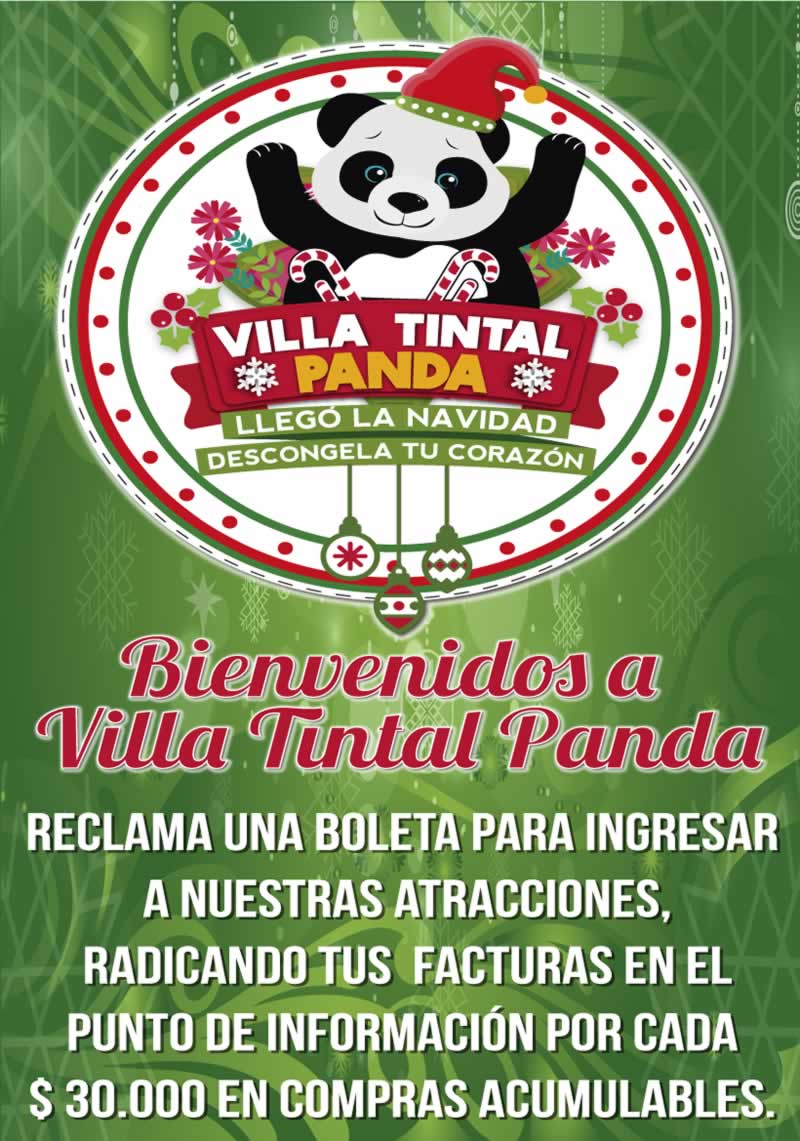 VILLA TINTAL
PANDA
LLEGÓ LA NAVIDAD
DESCONGELA TU CORAZÓN
Bienvenidos a
Villa Tintal Panda
RECLAMA UNA BOLETA PARA INGRESAR
A NUESTRAS ATRACCIONES,
RADICANDO TUS FACTURAS EN EL
PUNTO DE INFORMACIÓN POR CADA
$ 30.000 EN COMPRAS ACUMULABLES.